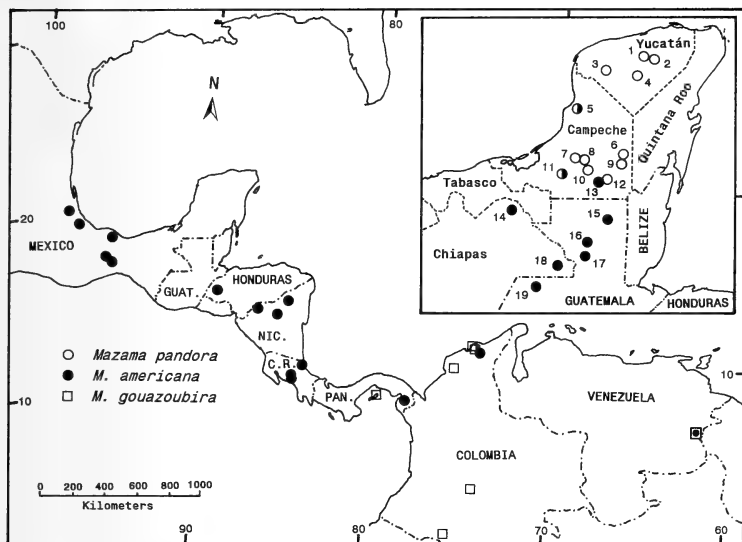 100
80
N
20
MEXICO
GUAT.
HONDURAS
NIC.
C.R.
PAN.
10
10
VENEZUELA
COLOMBIA
Mazama pandora
M. americana
M. gouazoubira
0 200 400 600 800 1000
Kilometers
90
80
70
60
Yucatán
1
2
3
4
5
Campeche
Quintana Roo
6
7
8
9
10
11
12
13
Tabasco
14
15
BELIZE
Chiapas
16
17
18
19
GUATEMALA
HONDURAS